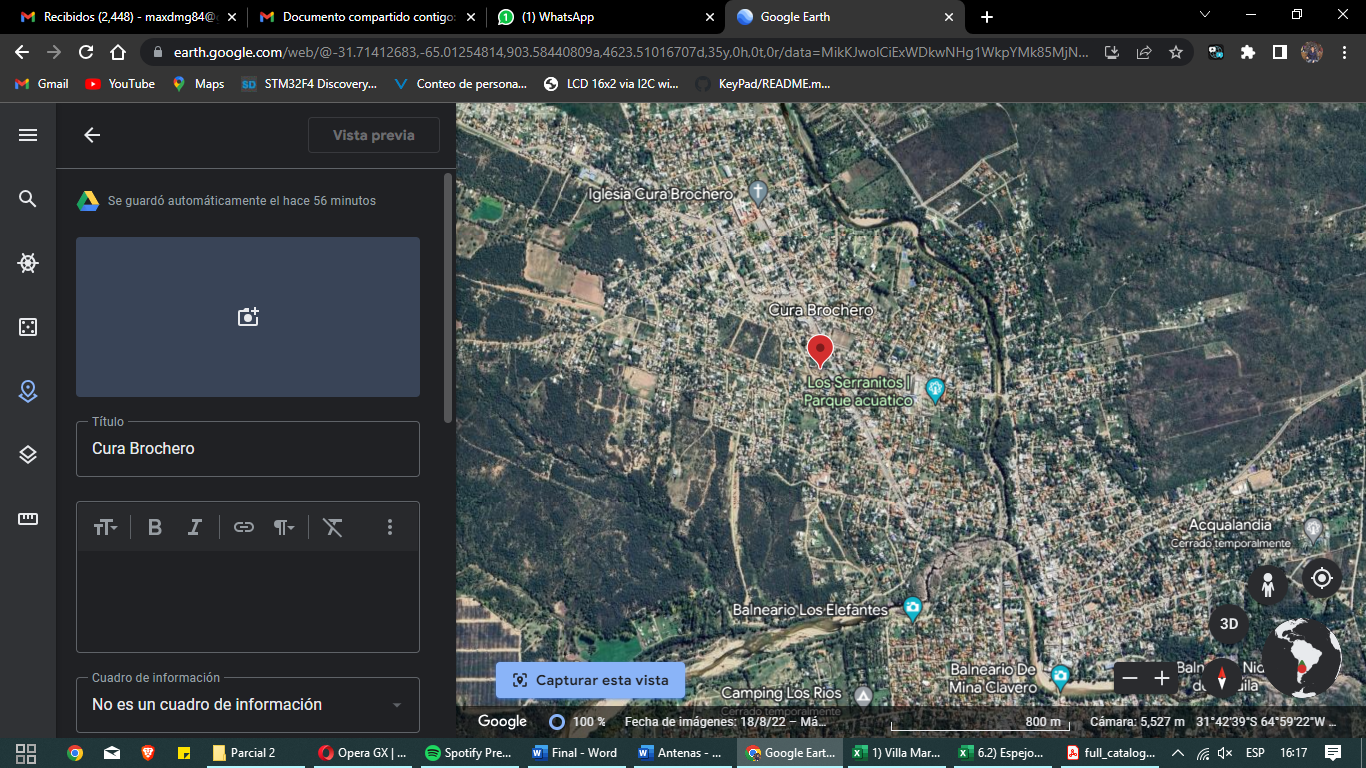 Recibidos (2,448) - maxdmg84@
Documento compartido contigo:
(1) WhatsApp
Google Earth
earth.google.com/web/@-31.71412683,-65.01254814,903.58440809a,4623.51016707d,35y,0h,0t,0r/data=MikKJwolCiExWDkwNHg1WkpYMk85MjN...
Gmail
YouTube
Maps
SD STM32F4 Discovery...
Conteo de persona...
LCD 16x2 via I2C wi...
KeyPad/README.m...
Vista previa
Se guardó automáticamente el hace 56 minutos
Título
Cura Brochero
Cuadro de información
No es un cuadro de información
Iglesia Cura Brochero
Cura Brochero
Los Serranitos |
Parque acuatico
Acqualandia
Cerrado temporalmente
Balneario Los Elefantes
3D
Balneario De
Mina Clavero
Capturar esta vista
Camping Los Rios
Cerrado temporalmente
Google
100 %
Fecha de imágenes: 18/8/22 – Má...
800 m
Cámara: 5,527 m
31°42'39"S 64°59'22"W ...
Parcial 2
Opera GX | ...
Spotify Pre...
Final - Word
Antenas - ...
Google Eart...
1) Villa Mar...
6.2) Espejo...
full_catalog...
ESP
16:17